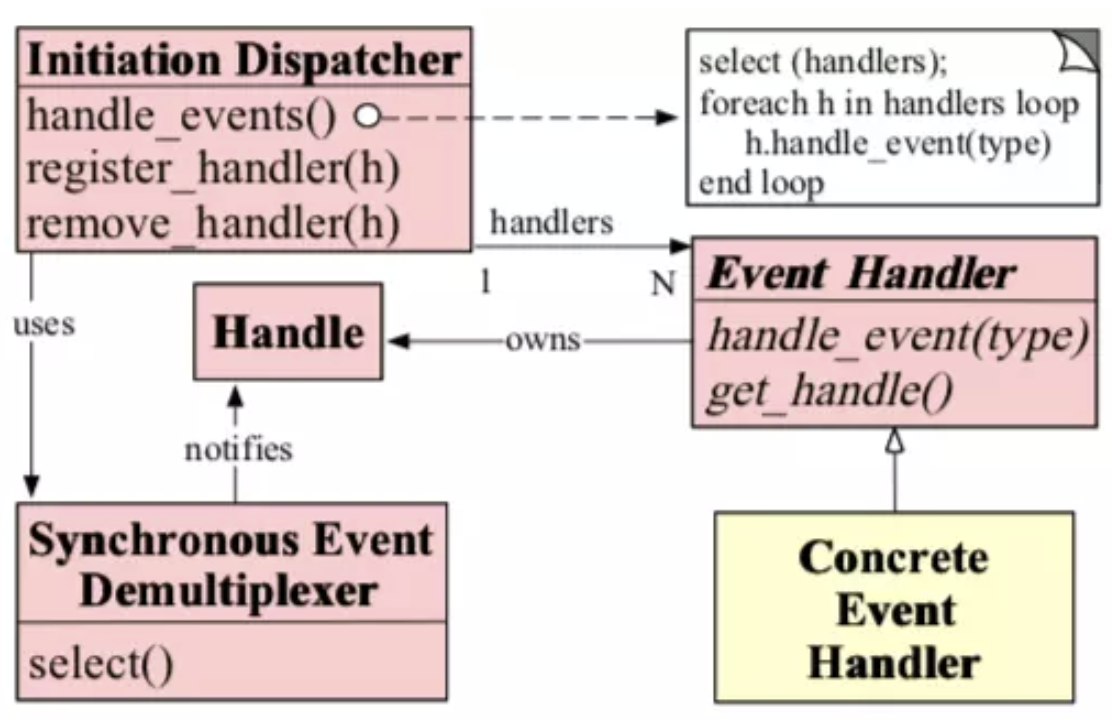 Initiation Dispatcher
handle_events()
register_handler(h)
remove_handler(h)
select (handlers);
foreach h in handlers loop
h.handle_event(type)
end loop
handlers
1
N
Event Handler
handle_event(type)
get_handle()
uses
Handle
owns
notifies
Synchronous Event
Demultiplexer
select()
Concrete
Event
Handler